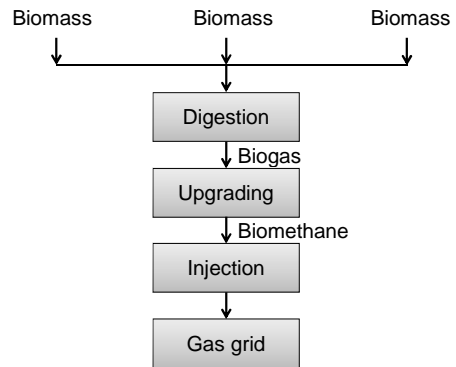 Biomass Biomass Biomass
Digestion
Biogas
Upgrading
Biomethane
Injection
Gas grid